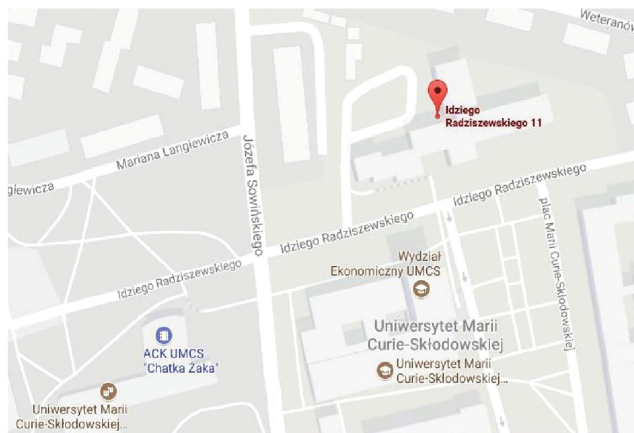 Weteranów
Idziego
Radziszewskiego 11
Mariana Langiewicza
ngiewicza
Józefa Sowińskiego
Idziego Radziszewskiego
Idziego Radziszewskiego
Idziego Radziszewskiego
plac Marii Curie-Skłodowskiej
Wydział
Ekonomiczny UMCS
Uniwersytet Marii
Curie-Skłodowskiej
ACK UMCS
"Chatka Żaka"
Uniwersytet Marii
Curie-Skłodowskiej...
Uniwersytet Marii
Curie-Skłodowskiej...